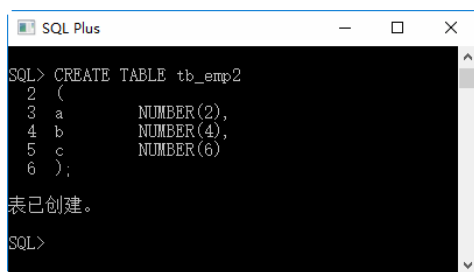 SQL Plus
SQL> CREATE TABLE tb_emp2
2 (
3 a NUMBER(2),
4 b NUMBER(4),
5 c NUMBER(6)
6 );
表已创建。
SQL>